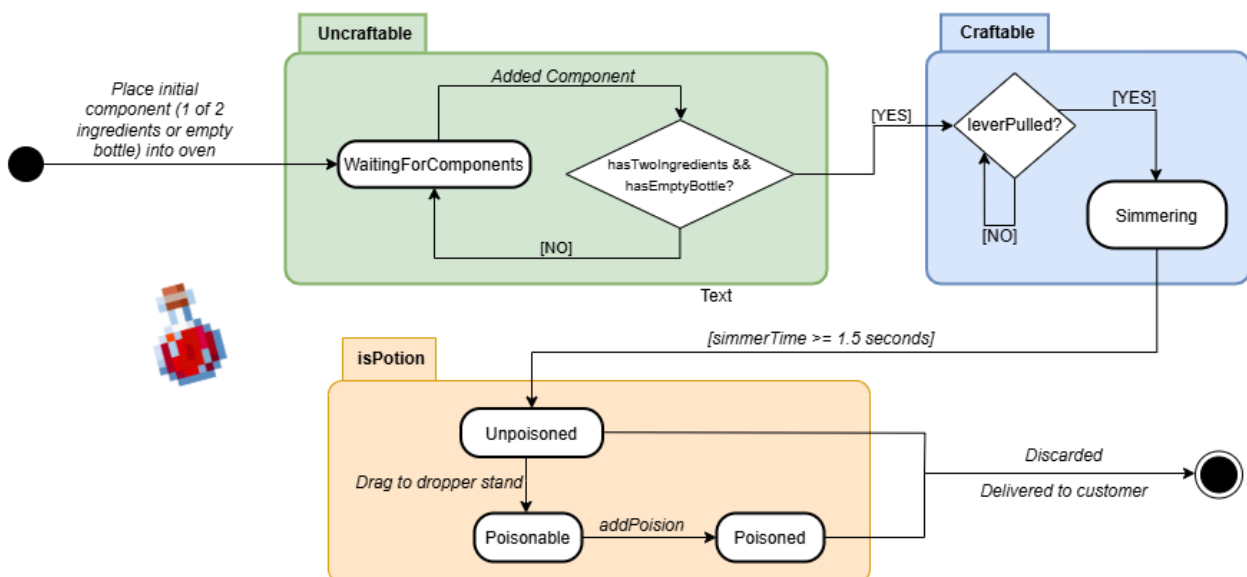 Uncraftable
Craftable
Place initial
component (1 of 2
ingredients or empty
bottle) into oven
Added Component
WaitingForComponents
hasTwoIngredients &&
hasEmptyBottle?
[NO]
[YES]
leverPulled?
[YES]
[NO]
Simmering
Text
[simmerTime >= 1.5 seconds]
isPotion
Unpoisoned
Drag to dropper stand
Poisonable
addPoision
Poisoned
Discarded
Delivered to customer